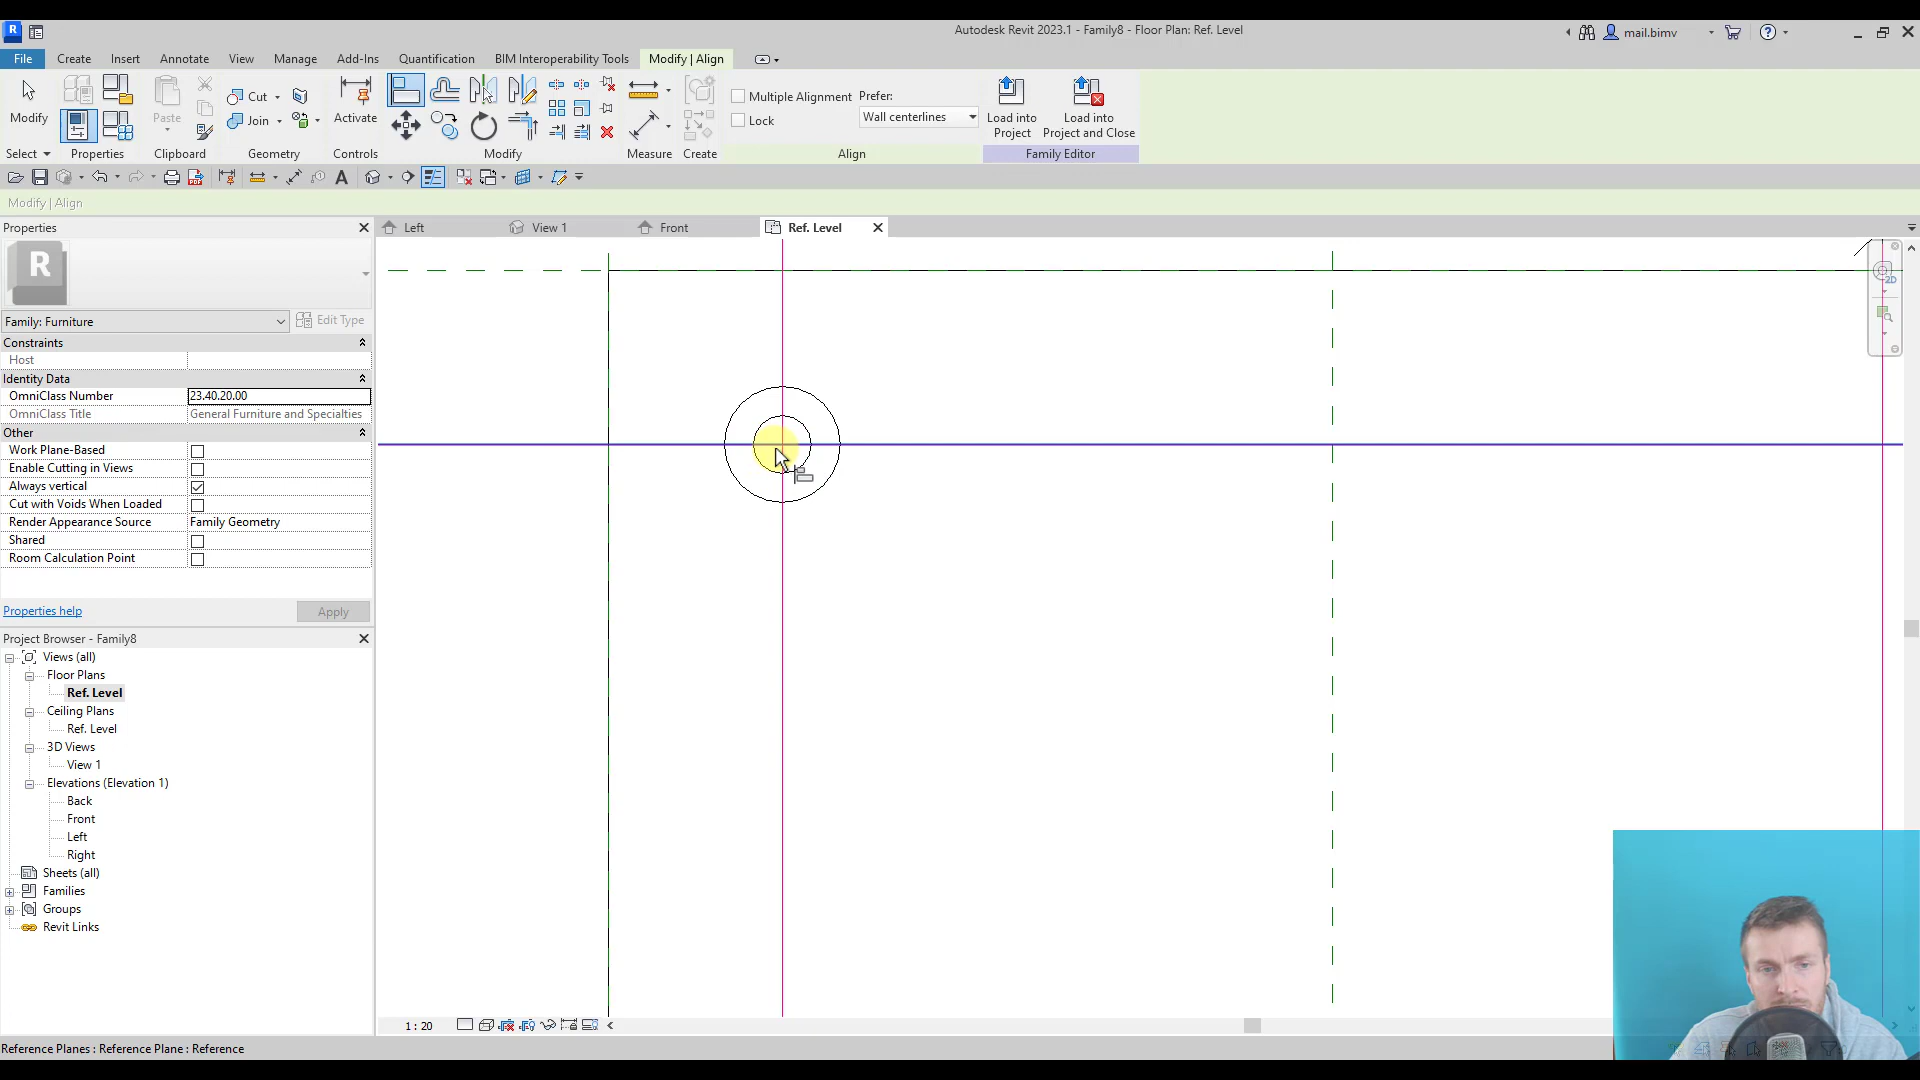 Autodesk Revit 2023.1 - Family8 - Floor Plan: Ref. Level
mail.bimv
File Create Insert Annotate View Manage Add-Ins Quantification BIM Interoperability Tools Modify | Align
Modify
Paste
Cut
Join
Activate
Multiple Alignment
Lock
Prefer:
Wall centerlines
Load into
Project
Load into
Project and Close
Select Properties Clipboard Geometry Controls Modify Measure Create Align Family Editor
Modify | Align
Properties
Left
View 1
Front
Ref. Level
R
Family: Furniture
Edit Type
Constraints
Host
Identity Data
OmniClass Number 23.40.20.00
OmniClass Title General Furniture and Specialties
Other
Work Plane-Based
Enable Cutting in Views
Always vertical
Cut with Voids When Loaded
Render Appearance Source Family Geometry
Shared
Room Calculation Point
Properties help
Apply
Project Browser - Family8
Views (all)
Floor Plans
Ref. Level
Ceiling Plans
Ref. Level
3D Views
View 1
Elevations (Elevation 1)
Back
Front
Left
Right
Sheets (all)
Families
Groups
Revit Links
2D
1 : 20
Reference Planes : Reference Plane : Reference